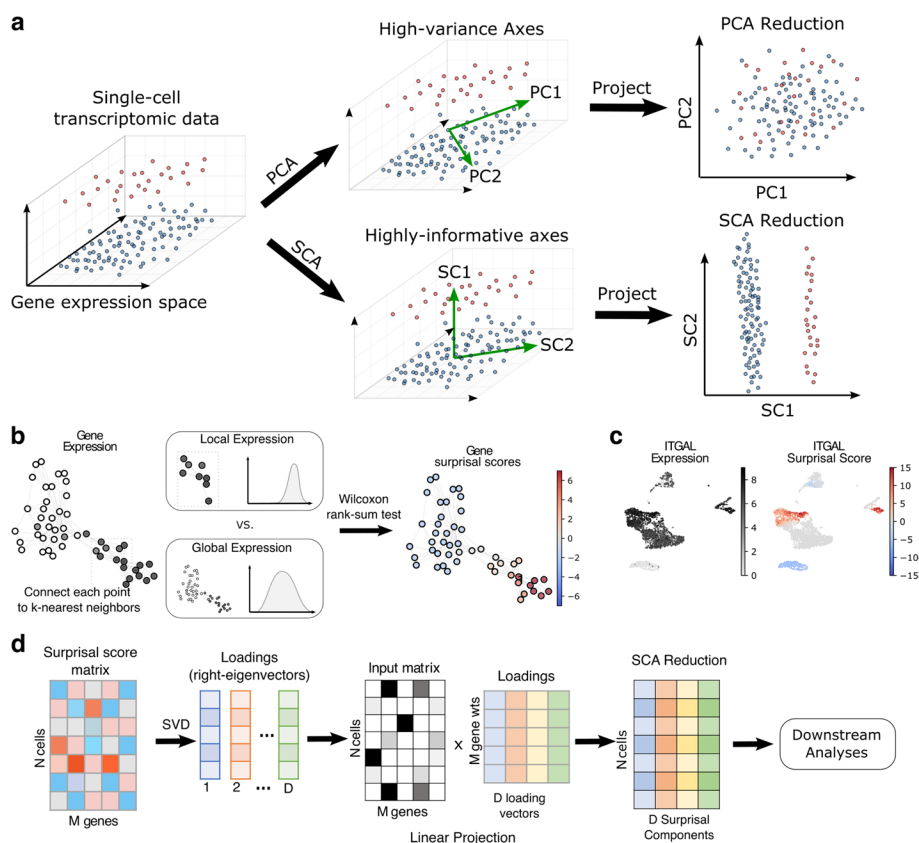 a
High-variance Axes
PCA Reduction
Single-cell
transcriptomic data
PC1
PC2
PCA
Project
PC2
PC1
SCA
Highly-informative axes
SCA Reduction
SC1
SC2
Project
SC2
SC1
Gene expression space
b
Gene
Expression
Local Expression
vs.
Global Expression
Connect each point
to k-nearest neighbors
Wilcoxon
rank-sum test
Gene
surprisal scores
6
4
2
0
−2
−4
−6
c
ITGAL
Expression
8
6
4
2
0
ITGAL
Surprisal Score
15
10
5
0
−5
−10
−15
d
Surprisal score
matrix
N cells
M genes
SVD
Loadings
(right-eigenvectors)
...
1 2 ... D
Input matrix
N cells
M genes
x
Loadings
M gene wts
D loading
vectors
Linear Projection
SCA Reduction
N cells
D Surprisal
Components
Downstream
Analyses